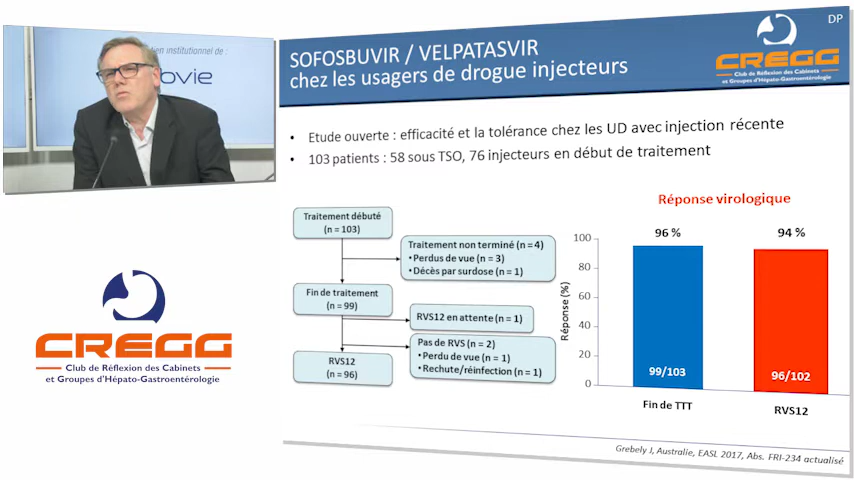 ien institutionnel de :
ovie
SOFOSBUVIR / VELPATASVIR
chez les usagers de drogue injecteurs
DP
CREGG
Club de Réflexion des Cabinets
et Groupes d'Hépato-Gastroentérologie
• Etude ouverte : efficacité et la tolérance chez les UD avec injection récente
• 103 patients : 58 sous TSO, 76 injecteurs en début de traitement
Traitement débuté
(n = 103)
Traitement non terminé (n = 4)
• Perdus de vue (n = 3)
• Décès par surdose (n = 1)
Fin de traitement
(n = 99)
RVS12 en attente (n = 1)
Pas de RVS (n = 2)
• Perdu de vue (n = 1)
• Rechute/réinfection (n = 1)
RVS12
(n = 96)
Réponse virologique
96 %
94 %
Réponse (%)
100
80
60
40
20
0
99/103
96/102
Fin de TTT
RVS12
Grebely J, Australie, EASL 2017, Abs. FRI-234 actualisé
CREGG
Club de Réflexion des Cabinets
et Groupes d'Hépato-Gastroentérologie